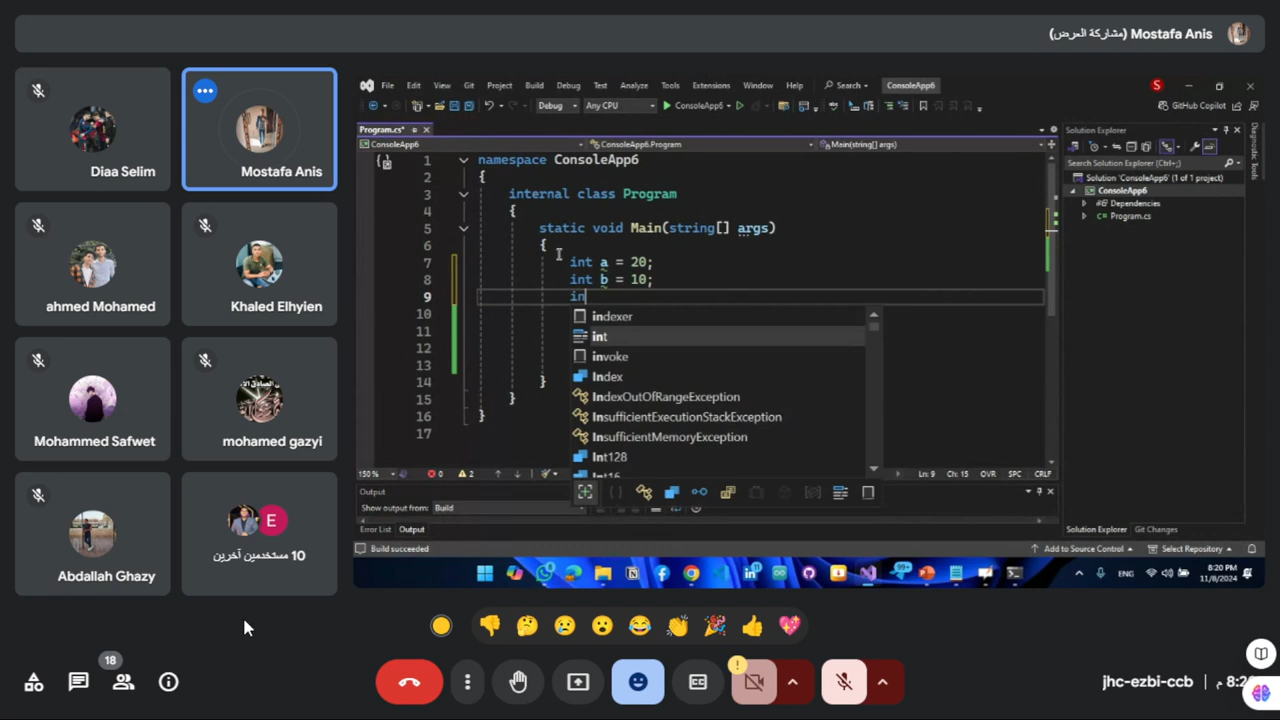 Mostafa Anis (مشاركة العرض)
Diaa Selim
Mostafa Anis
ahmed Mohamed
Khaled Elhyien
Mohammed Safwet
mohamed gazyi
Abdallah Ghazy
E
10 مستخدمين آخرين
File Edit View Git Project Build Debug Test Analyze Tools Extensions Window Help Search ConsoleApp6 S
Debug Any CPU ConsoleApp6 GitHub Copilot
Program.cs*
ConsoleApp6 ConsoleApp6.Program Main(string[] args)
1 namespace ConsoleApp6
2 {
3 internal class Program
4 {
5 static void Main(string[] args)
6 {
7 int a = 20;
8 int b = 10;
9 in
10
11
12
13
14 }
15 }
16 }
17
indexer
int
invoke
Index
IndexOutOfRangeException
InsufficientExecutionStackException
InsufficientMemoryException
Int128
Int16
150 % 0 2 Ln: 9 Ch: 15 OVR SPC CRLF
Output
Show output from: Build
Error List Output
Build succeeded
Solution Explorer
Search Solution Explorer (Ctrl+;)
Solution 'ConsoleApp6' (1 of 1 project)
ConsoleApp6
Dependencies
Program.cs
Diagnostic Tools
Solution Explorer Git Changes
Add to Source Control Select Repository
99+ ENG 8:20 PM
11/8/2024
18
jhc-ezbi-ccb